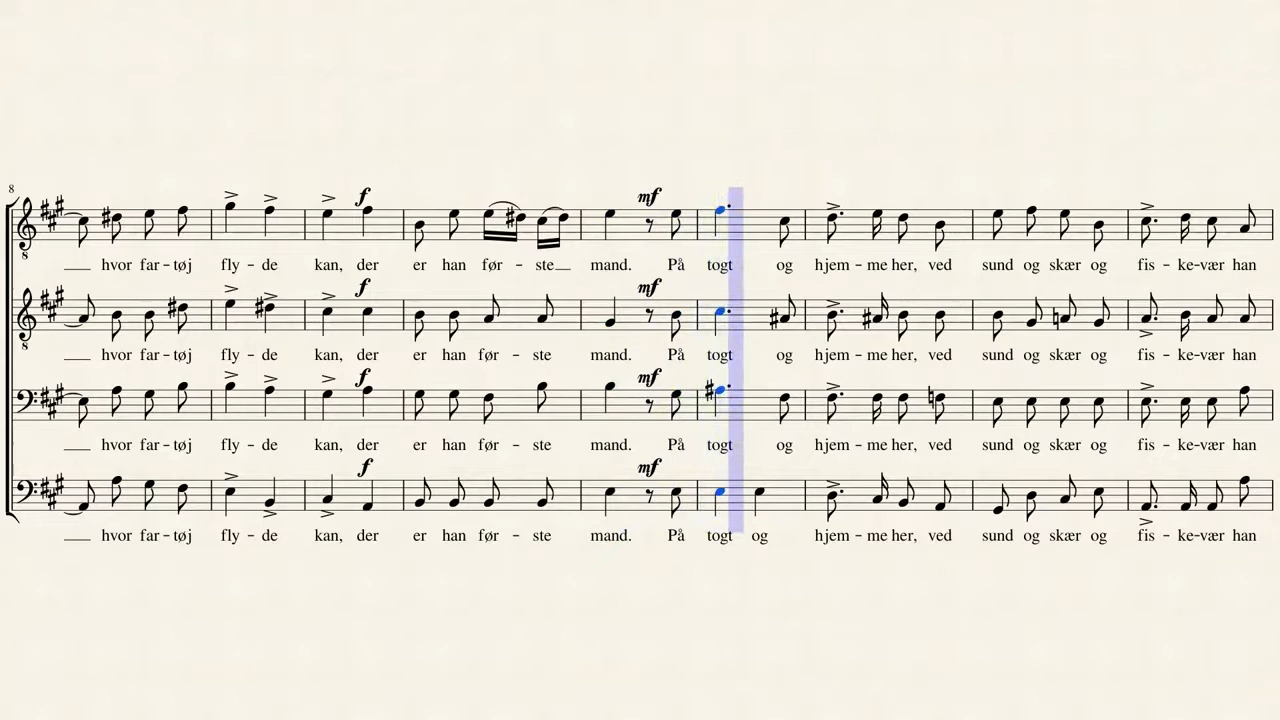 8
f
mf
hvor far – tøj fly – de kan, der er han før – ste mand. På togt og hjem – me her, ved sund og skær og fis – ke–vær han
f
mf
hvor far – tøj fly – de kan, der er han før – ste mand. På togt og hjem – me her, ved sund og skær og fis – ke–vær han
f
mf
hvor far – tøj fly – de kan, der er han før – ste mand. På togt og hjem – me her, ved sund og skær og fis – ke–vær han
f
mf
hvor far – tøj fly – de kan, der er han før – ste mand. På togt og hjem – me her, ved sund og skær og fis – ke–vær han